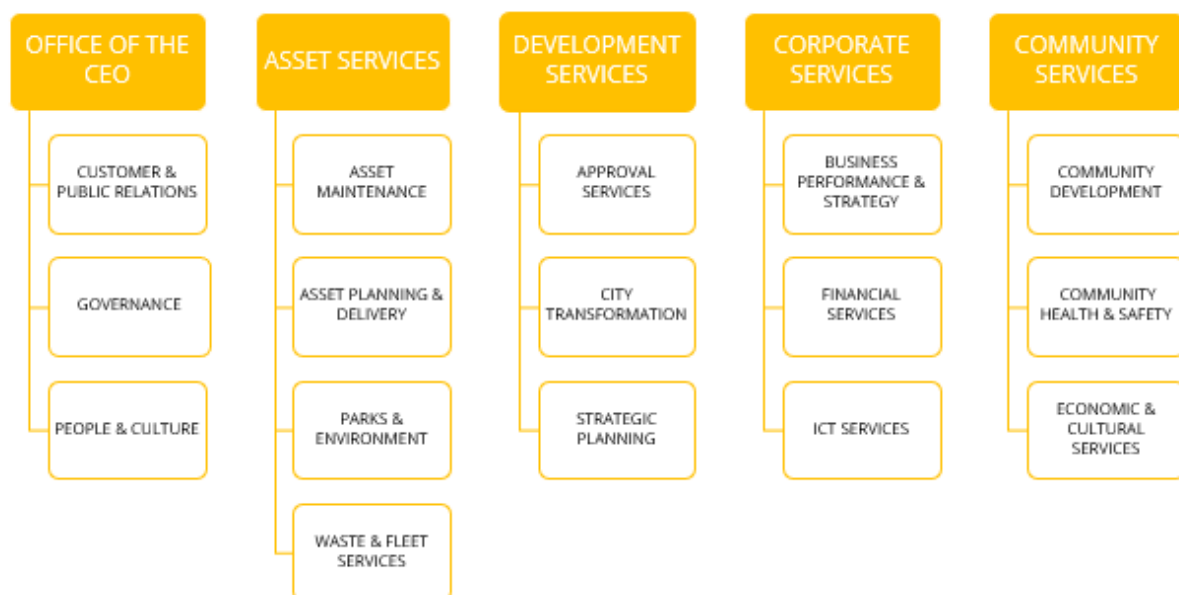 OFFICE OF THE
CEO
CUSTOMER &
PUBLIC RELATIONS
GOVERNANCE
PEOPLE & CULTURE
ASSET SERVICES
ASSET
MAINTENANCE
ASSET PLANNING &
DELIVERY
PARKS &
ENVIRONMENT
WASTE & FLEET
SERVICES
DEVELOPMENT
SERVICES
APPROVAL
SERVICES
CITY
TRANSFORMATION
STRATEGIC
PLANNING
CORPORATE
SERVICES
BUSINESS
PERFORMANCE &
STRATEGY
FINANCIAL
SERVICES
ICT SERVICES
COMMUNITY
SERVICES
COMMUNITY
DEVELOPMENT
COMMUNITY
HEALTH & SAFETY
ECONOMIC &
CULTURAL
SERVICES